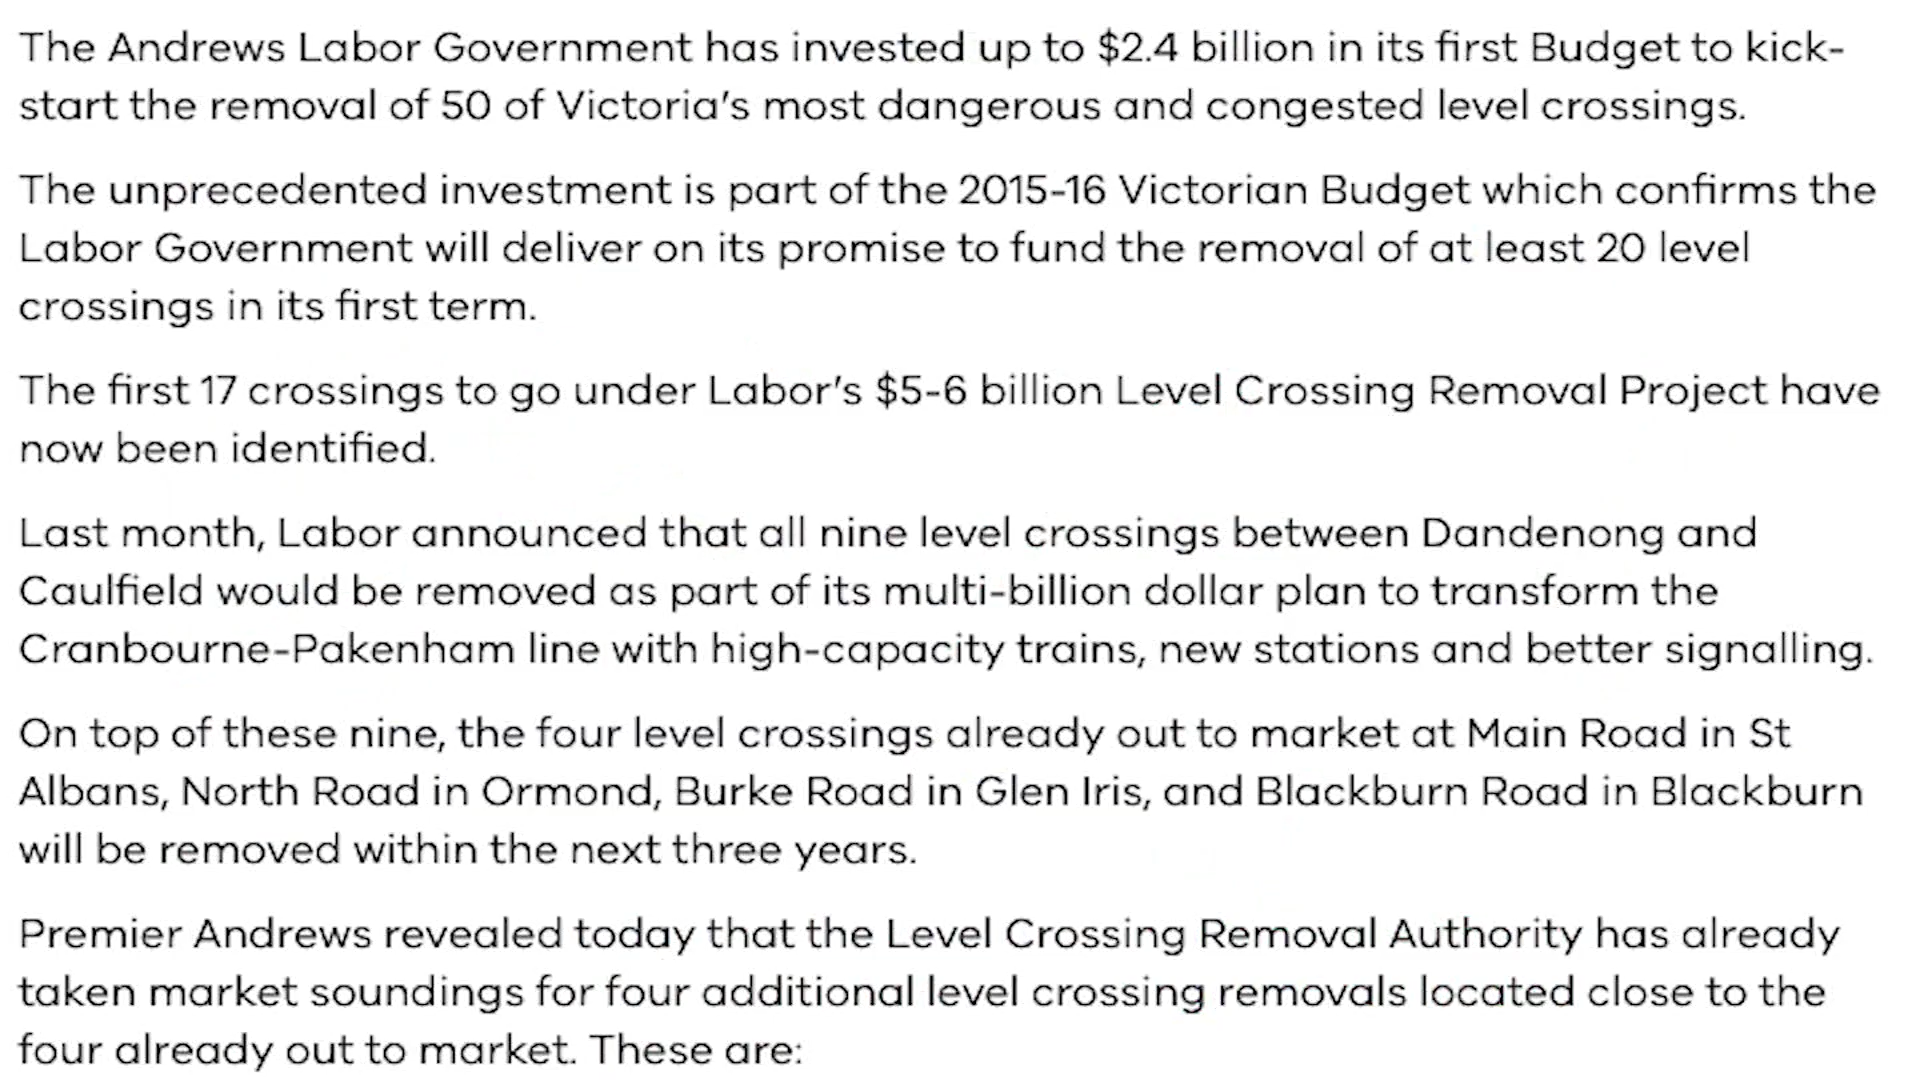 The Andrews Labor Government has invested up to $2.4 billion in its first Budget to kick-
start the removal of 50 of Victoria's most dangerous and congested level crossings.
The unprecedented investment is part of the 2015-16 Victorian Budget which confirms the
Labor Government will deliver on its promise to fund the removal of at least 20 level
crossings in its first term.
The first 17 crossings to go under Labor's $5-6 billion Level Crossing Removal Project have
now been identified.
Last month, Labor announced that all nine level crossings between Dandenong and
Caulfield would be removed as part of its multi-billion dollar plan to transform the
Cranbourne-Pakenham line with high-capacity trains, new stations and better signalling.
On top of these nine, the four level crossings already out to market at Main Road in St
Albans, North Road in Ormond, Burke Road in Glen Iris, and Blackburn Road in Blackburn
will be removed within the next three years.
Premier Andrews revealed today that the Level Crossing Removal Authority has already
taken market soundings for four additional level crossing removals located close to the
four already out to market. These are: